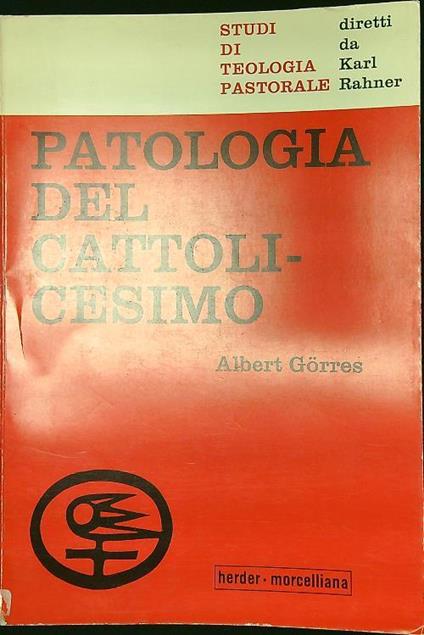 STUDI
DI
TEOLOGIA
PASTORALE
diretti
da
Karl
Rahner
PATOLOGIA
DEL
CATTOLI-
CESIMO
Albert Görres
herder · morcelliana